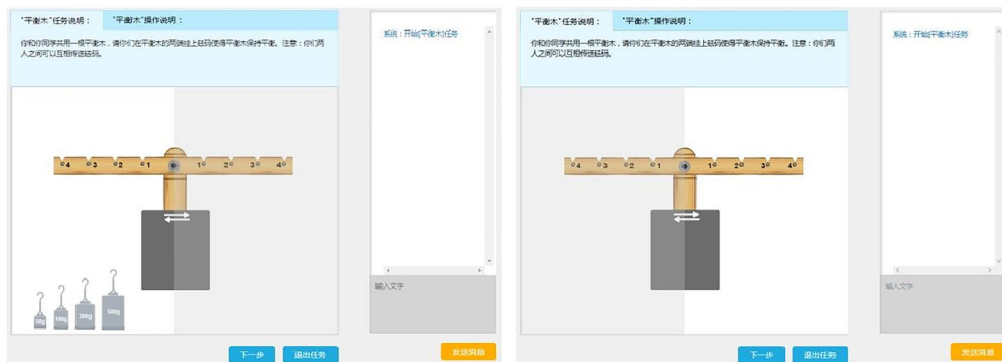 "平衡木"任务说明： "平衡木"操作说明：
你和你同学共用一根平衡木，请你们在平衡木的两端挂上砝码使得平衡木保持平衡。注意：你们两
人之间可以互相传送砝码。
系统：开始[平衡木]任务
4 3 2 1 1 2 3 4
50g 100g 300g 500g
输入文字
下一步 退出任务 发送消息
"平衡木"任务说明： "平衡木"操作说明：
你和你同学共用一根平衡木，请你们在平衡木的两端挂上砝码使得平衡木保持平衡。注意：你们两
人之间可以互相传送砝码。
系统：开始[平衡木]任务
4 3 2 1 1 2 3 4
输入文字
下一步 退出任务 发送消息